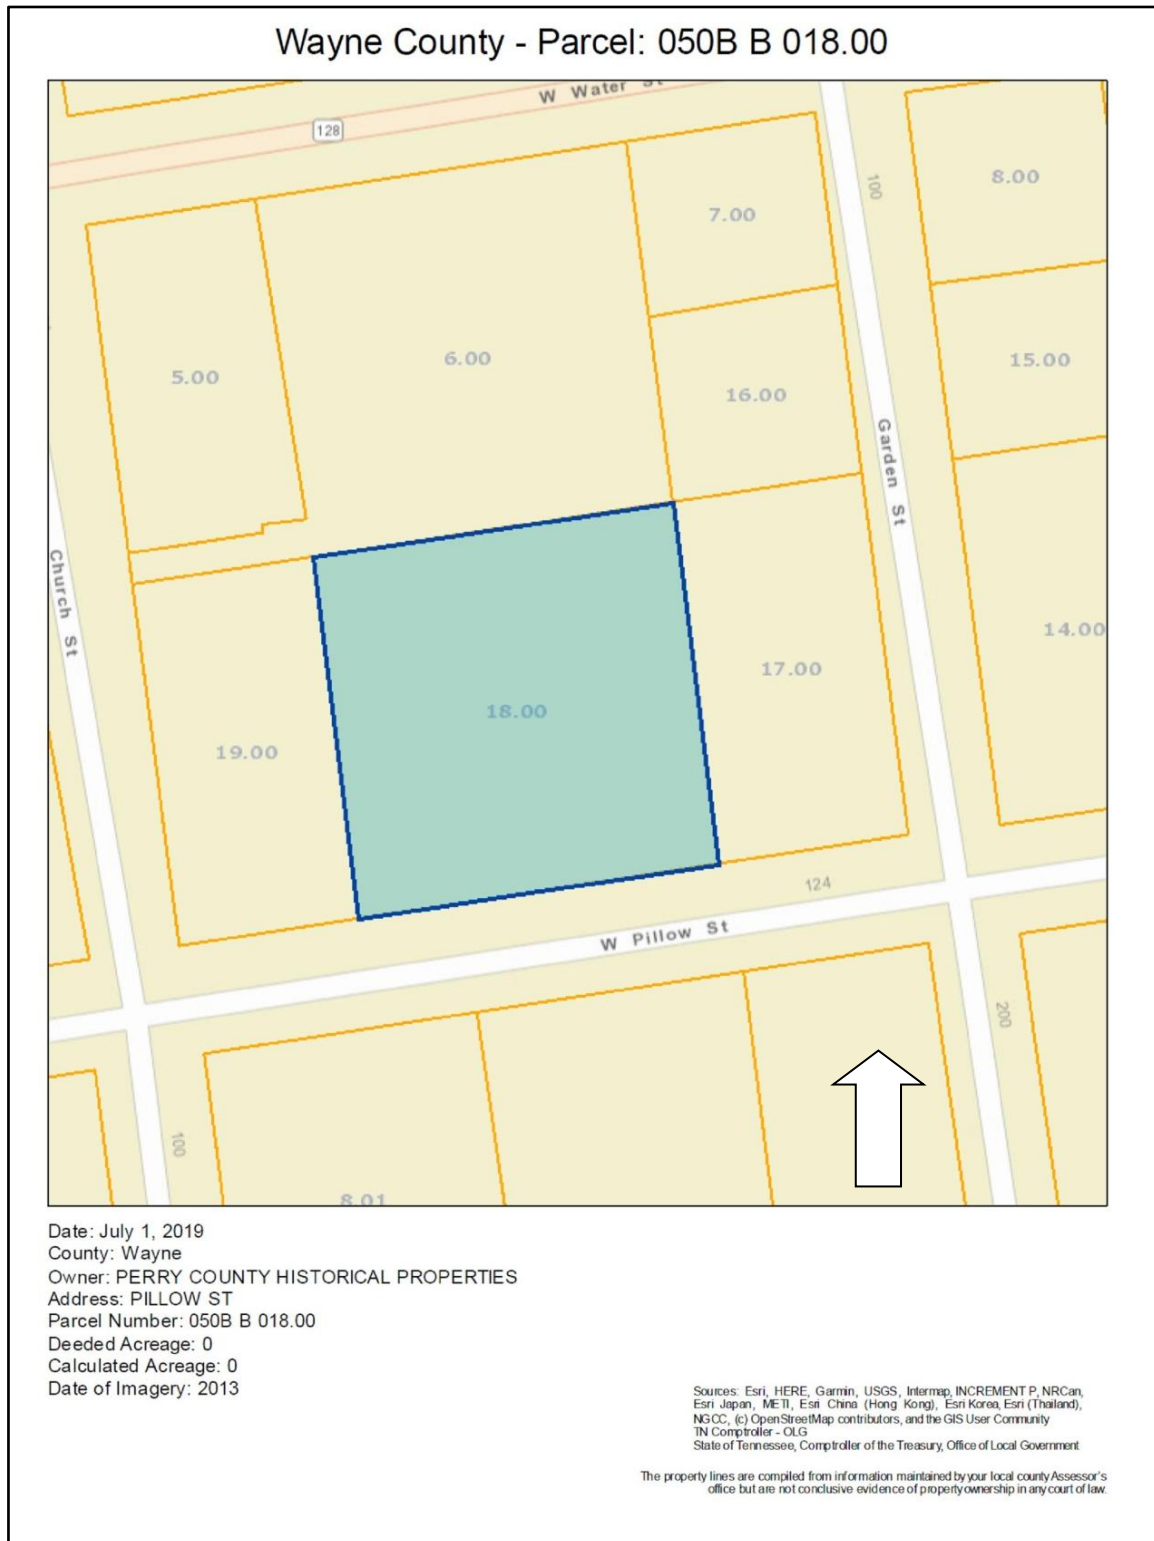 Wayne County - Parcel: 050B B 018.00
W Water St
128
100
8.00
7.00
5.00
6.00
16.00
15.00
Garden St
Church St
14.00
17.00
18.00
19.00
124
W Pillow St
200
100
8.01
Date: July 1, 2019
County: Wayne
Owner: PERRY COUNTY HISTORICAL PROPERTIES
Address: PILLOW ST
Parcel Number: 050B B 018.00
Deeded Acreage: 0
Calculated Acreage: 0
Date of Imagery: 2013
Sources: Esri, HERE, Garmin, USGS, Intermap, INCREMENT P, NRCan,
Esri Japan, METI, Esri China (Hong Kong), Esri Korea, Esri (Thailand),
NGCC, (c) OpenStreetMap contributors, and the GIS User Community
TN Comptroller - OLG
State of Tennessee, Comptroller of the Treasury, Office of Local Government
The property lines are compiled from information maintained by your local county Assessor's
office but are not conclusive evidence of property ownership in any court of law.